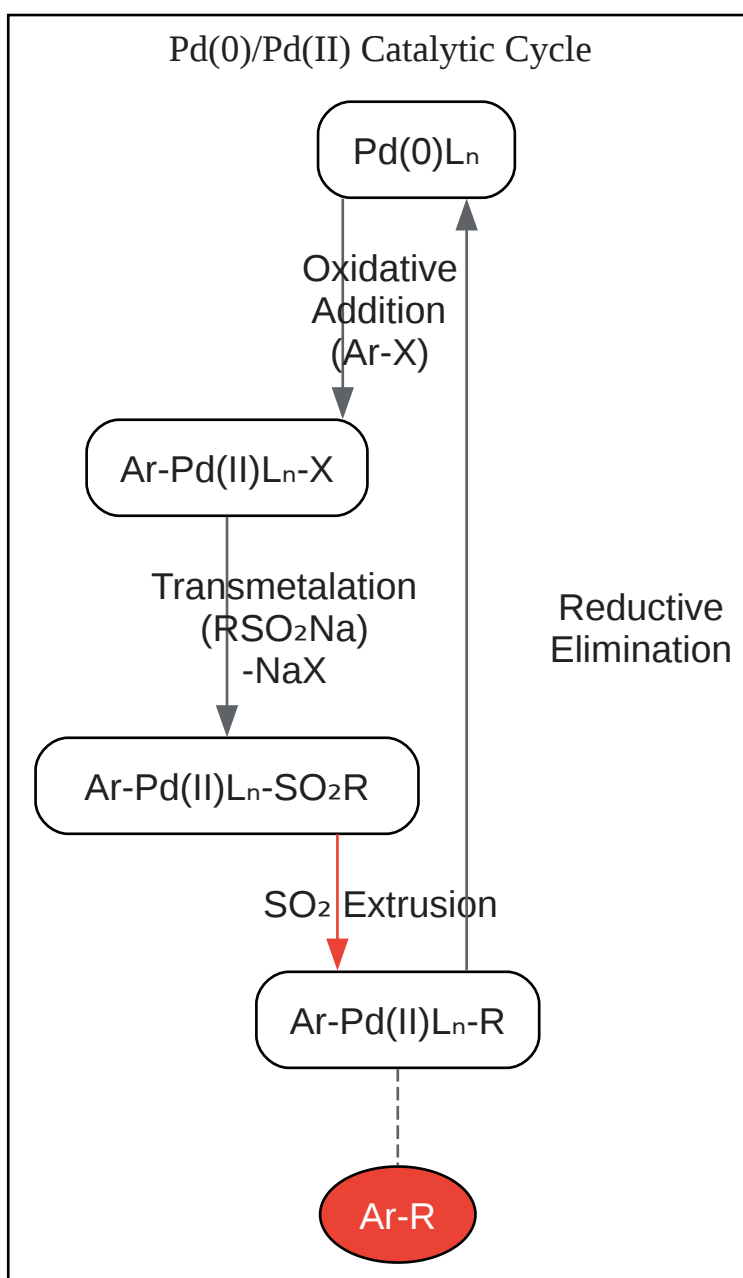 Pd(0)/Pd(II) Catalytic Cycle
Pd(0)Lₙ
Oxidative
Addition
(Ar-X)
Ar-Pd(II)Lₙ-X
Transmetalation
(RSO₂Na)
-NaX
Reductive
Elimination
Ar-Pd(II)Lₙ-SO₂R
SO₂ Extrusion
Ar-Pd(II)Lₙ-R
Ar-R